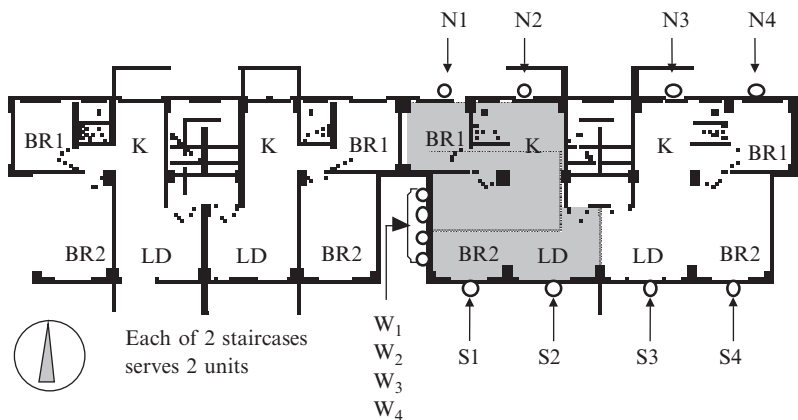 N1 N2 N3 N4
BR1 K K BR1 BR1 K K BR1
BR2 LD LD BR2 BR2 LD LD BR2
Each of 2 staircases
serves 2 units
W1
W2
W3
W4
S1 S2 S3 S4